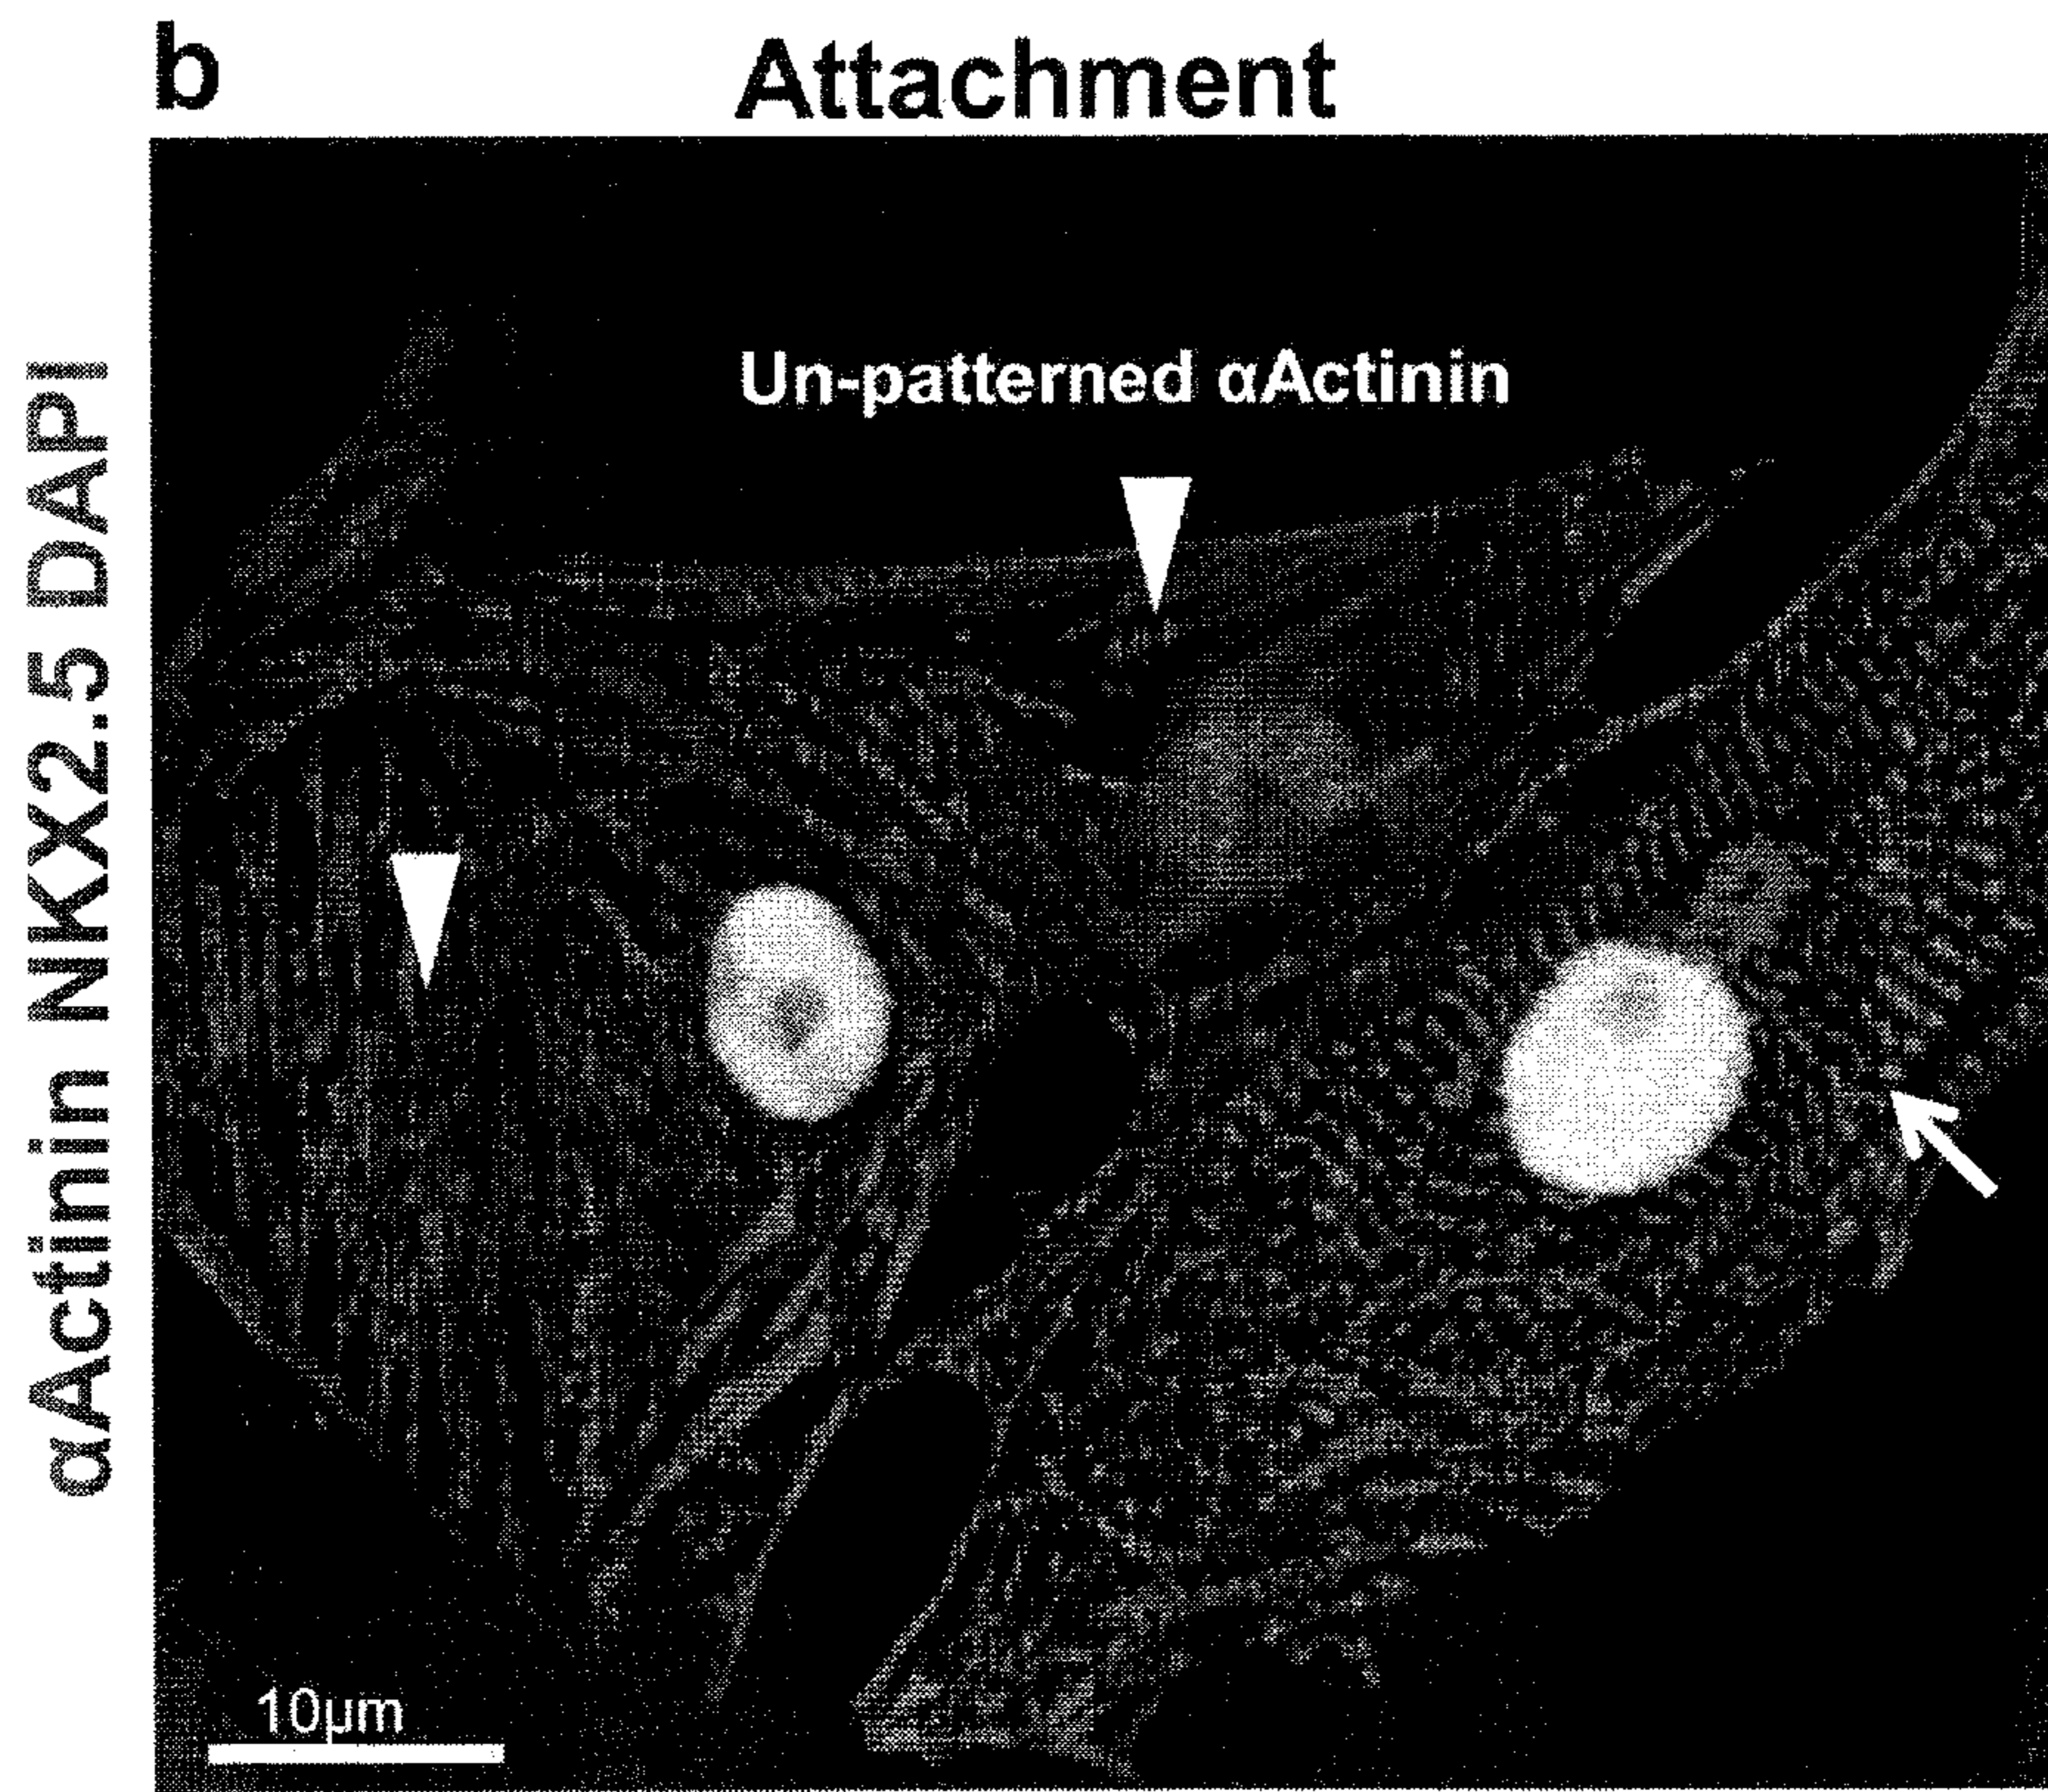 b
Attachment
αActinin NKX2.5 DAPI
Un-patterned αActinin
10µm